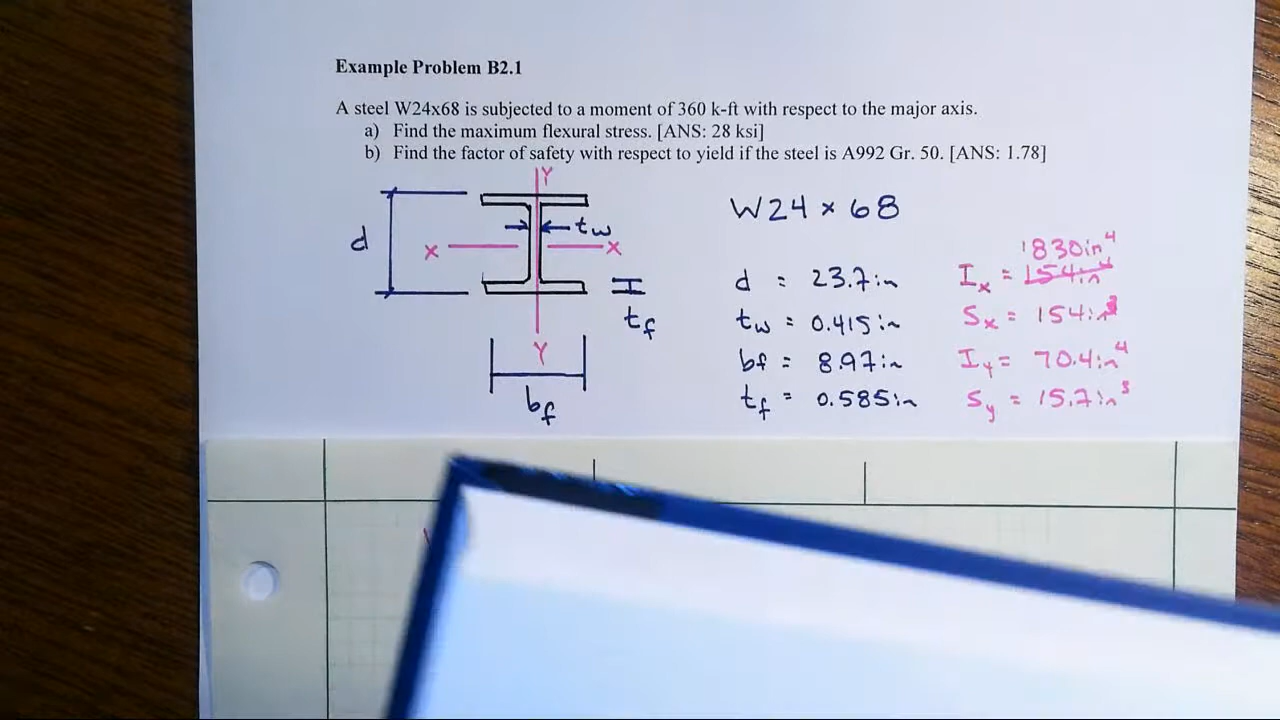 Example Problem B2.1
A steel W24x68 is subjected to a moment of 360 k-ft with respect to the major axis.
a) Find the maximum flexural stress. [ANS: 28 ksi]
b) Find the factor of safety with respect to yield if the steel is A992 Gr. 50. [ANS: 1.78]
Y
d
tw
x
x
tf
Y
bf
W24 x 68
d = 23.7in
tw = 0.415in
bf = 8.97in
tf = 0.585in
1830in⁴
Ix = 154in⁴
Sx = 154in³
Iy = 70.4in⁴
Sy = 15.7in³